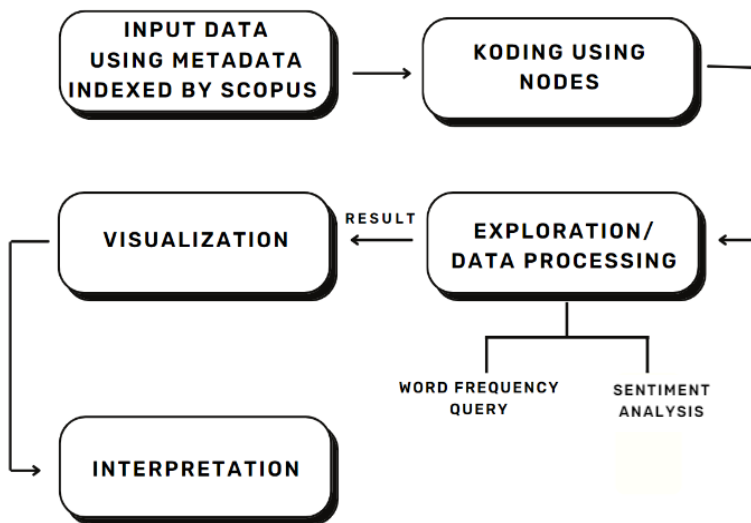 INPUT DATA
USING METADATA
INDEXED BY SCOPUS
KODING USING
NODES
VISUALIZATION
RESULT
EXPLORATION/
DATA PROCESSING
WORD FREQUENCY
QUERY
SENTIMENT
ANALYSIS
INTERPRETATION